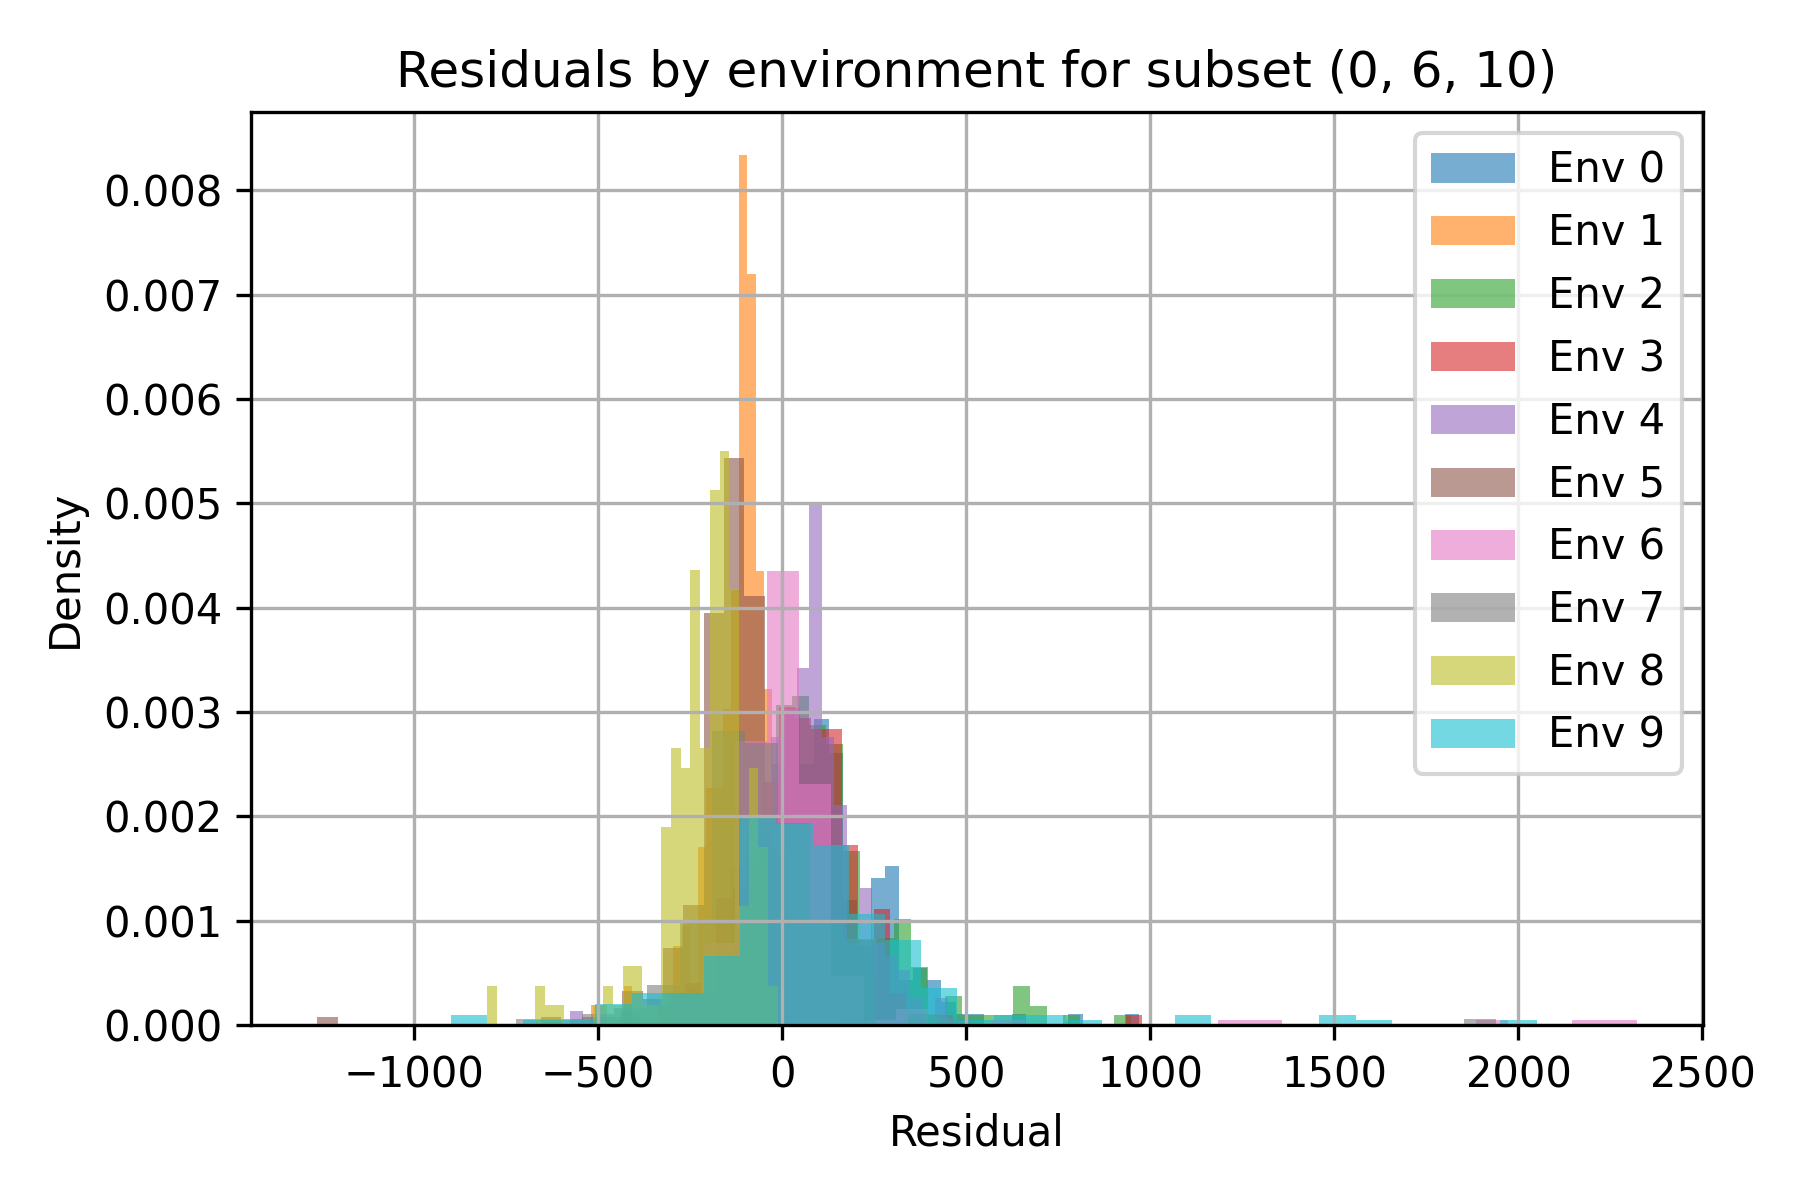 Residuals by environment for subset (0, 6, 10)
Density
0.008
0.007
0.006
0.005
0.004
0.003
0.002
0.001
0.000
Env 0
Env 1
Env 2
Env 3
Env 4
Env 5
Env 6
Env 7
Env 8
Env 9
−1000 −500 0 500 1000 1500 2000 2500
Residual